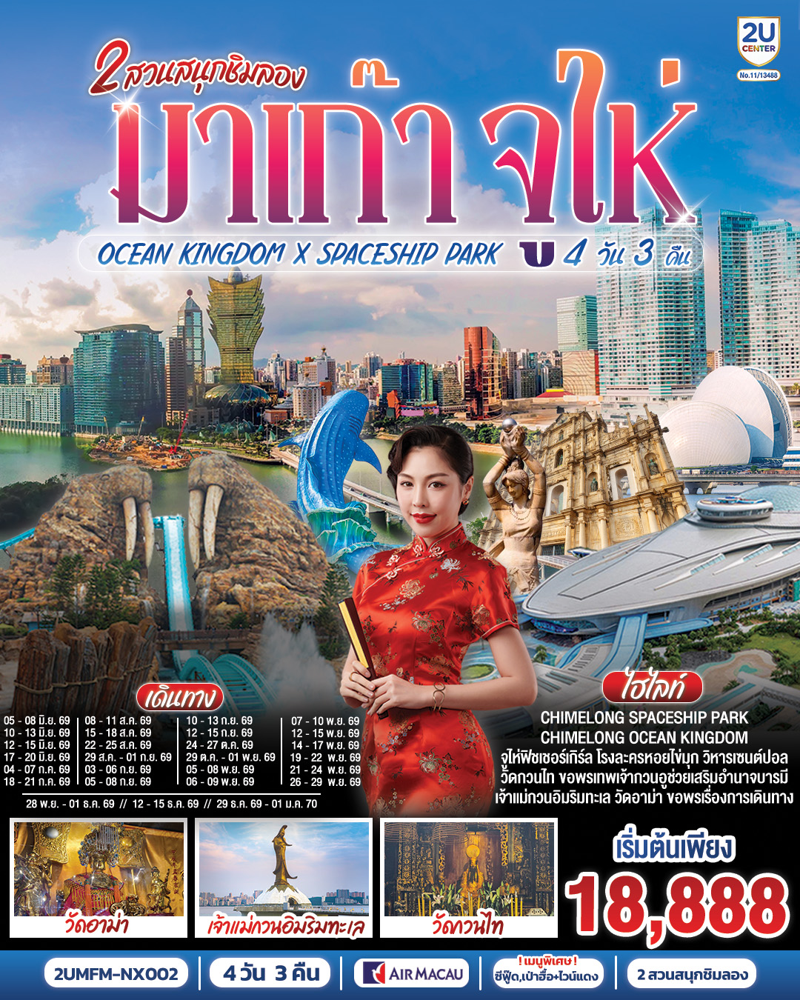 2U
CENTER
No.11/13488
2 สวนสนุกชิมลอง
มาเก๊า จูไห่
OCEAN KINGDOM X SPACESHIP PARK 4 วัน 3 คืน
เดินทาง
05 - 08 มิ.ย. 69
10 - 13 มิ.ย. 69
12 - 15 มิ.ย. 69
17 - 20 มิ.ย. 69
04 - 07 ก.ค. 69
18 - 21 ก.ค. 69
08 - 11 ส.ค. 69
15 - 18 ส.ค. 69
22 - 25 ส.ค. 69
29 ส.ค. - 01 ก.ย. 69
03 - 06 ก.ย. 69
05 - 08 ก.ย. 69
10 - 13 ก.ย. 69
12 - 15 ก.ย. 69
24 - 27 ต.ค. 69
29 ต.ค. - 01 พ.ย. 69
05 - 08 พ.ย. 69
06 - 09 พ.ย. 69
07 - 10 พ.ย. 69
12 - 15 พ.ย. 69
14 - 17 พ.ย. 69
19 - 22 พ.ย. 69
21 - 24 พ.ย. 69
26 - 29 พ.ย. 69
28 พ.ย. - 01 ธ.ค. 69 // 12 - 15 ธ.ค. 69 // 29 ธ.ค. 69 - 01 ม.ค. 70
ไฮไลท์
CHIMELONG SPACESHIP PARK
CHIMELONG OCEAN KINGDOM
จูไห่ฟิชเชอร์เกิร์ล โรงละครหอยไข่มุก วิหารเซนต์ปอล
วัดกวนไท ขอพรเทพเจ้ากวนอูช่วยเสริมอำนาจบารมี
เจ้าแม่กวนอิมริมทะเล วัดอาม่า ขอพรเรื่องการเดินทาง
วัดอาม่า
เจ้าแม่กวนอิมริมทะเล
วัดกวนไท
เริ่มต้นเพียง
18,888
2UMFM-NX002
4 วัน 3 คืน
AIR MACAU
! เมนูพิเศษ !
ซีฟู๊ด,เป่าฮื้อ+ไวน์แดง
2 สวนสนุกชิมลอง